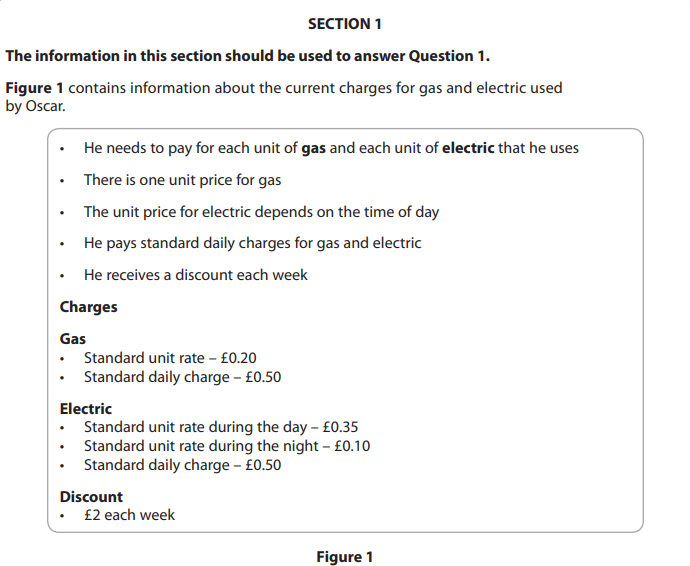 SECTION 1
The information in this section should be used to answer Question 1.
Figure 1 contains information about the current charges for gas and electric used
by Oscar.
• He needs to pay for each unit of gas and each unit of electric that he uses
• There is one unit price for gas
• The unit price for electric depends on the time of day
• He pays standard daily charges for gas and electric
• He receives a discount each week
Charges
Gas
• Standard unit rate – £0.20
• Standard daily charge – £0.50
Electric
• Standard unit rate during the day – £0.35
• Standard unit rate during the night – £0.10
• Standard daily charge – £0.50
Discount
• £2 each week
Figure 1